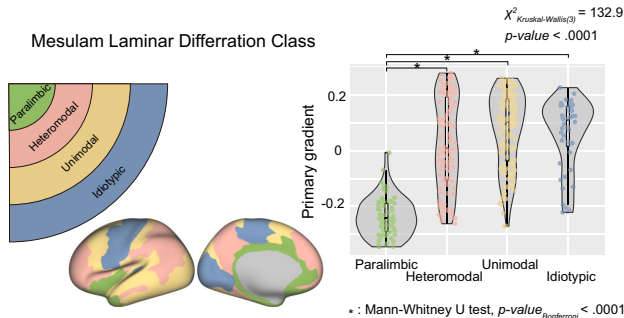 χ²Kruskal-Wallis(3) = 132.9
p-value < .0001
Mesulam Laminar Differration Class
Paralimbic
Heteromodal
Unimodal
Idiotypic
*
*
*
Primary gradient
0.2
0
-0.2
Paralimbic
Heteromodal
Unimodal
Idiotypic
* : Mann-Whitney U test, p-valueBonferroni < .0001